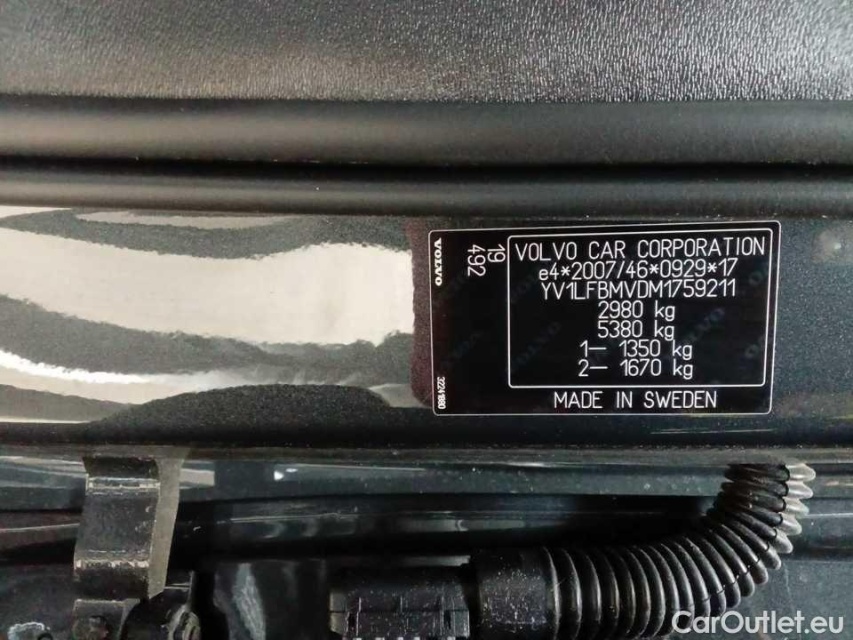 VOLVO
19
492
VOLVO CAR CORPORATION
e4*2007/46*0929*17
YV1LFBMVDM1759211
2980 kg
5380 kg
1– 1350 kg
2– 1670 kg
MADE IN SWEDEN
32241880
CarOutlet.eu